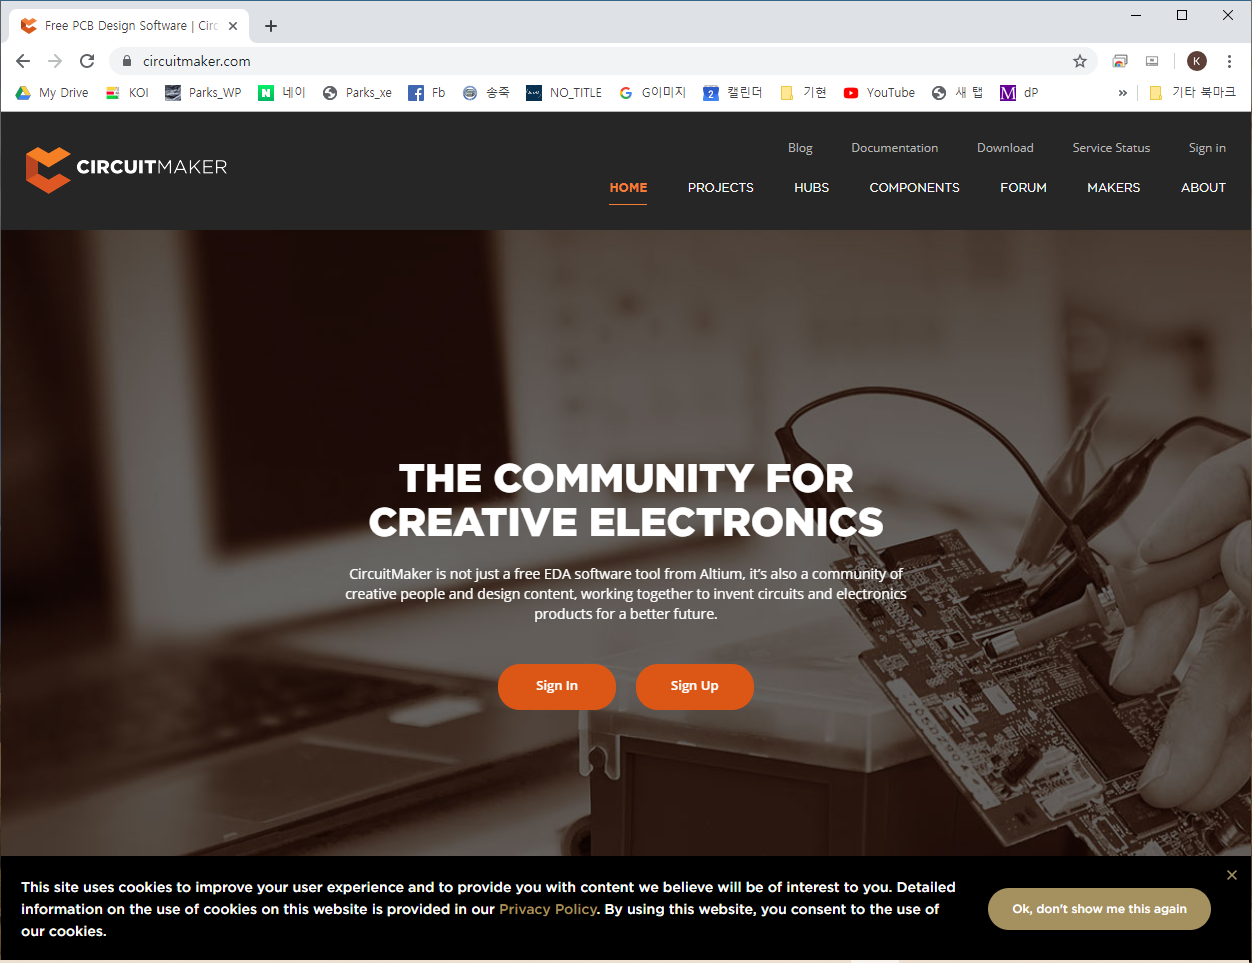 Free PCB Design Software | Circ
circuitmaker.com
K
My Drive KOI Parks_WP 네이 Parks_xe Fb 송죽 NO_TITLE G이미지 2 캘린더 기현 YouTube 새 탭 M dP » 기타 북마크
Blog Documentation Download Service Status Sign in
CIRCUITMAKER
HOME PROJECTS HUBS COMPONENTS FORUM MAKERS ABOUT
THE COMMUNITY FOR
CREATIVE ELECTRONICS
CircuitMaker is not just a free EDA software tool from Altium, it's also a community of
creative people and design content, working together to invent circuits and electronics
products for a better future.
Sign In Sign Up
This site uses cookies to improve your user experience and to provide you with content we believe will be of interest to you. Detailed
information on the use of cookies on this website is provided in our Privacy Policy. By using this website, you consent to the use of
our cookies.
Ok, don't show me this again